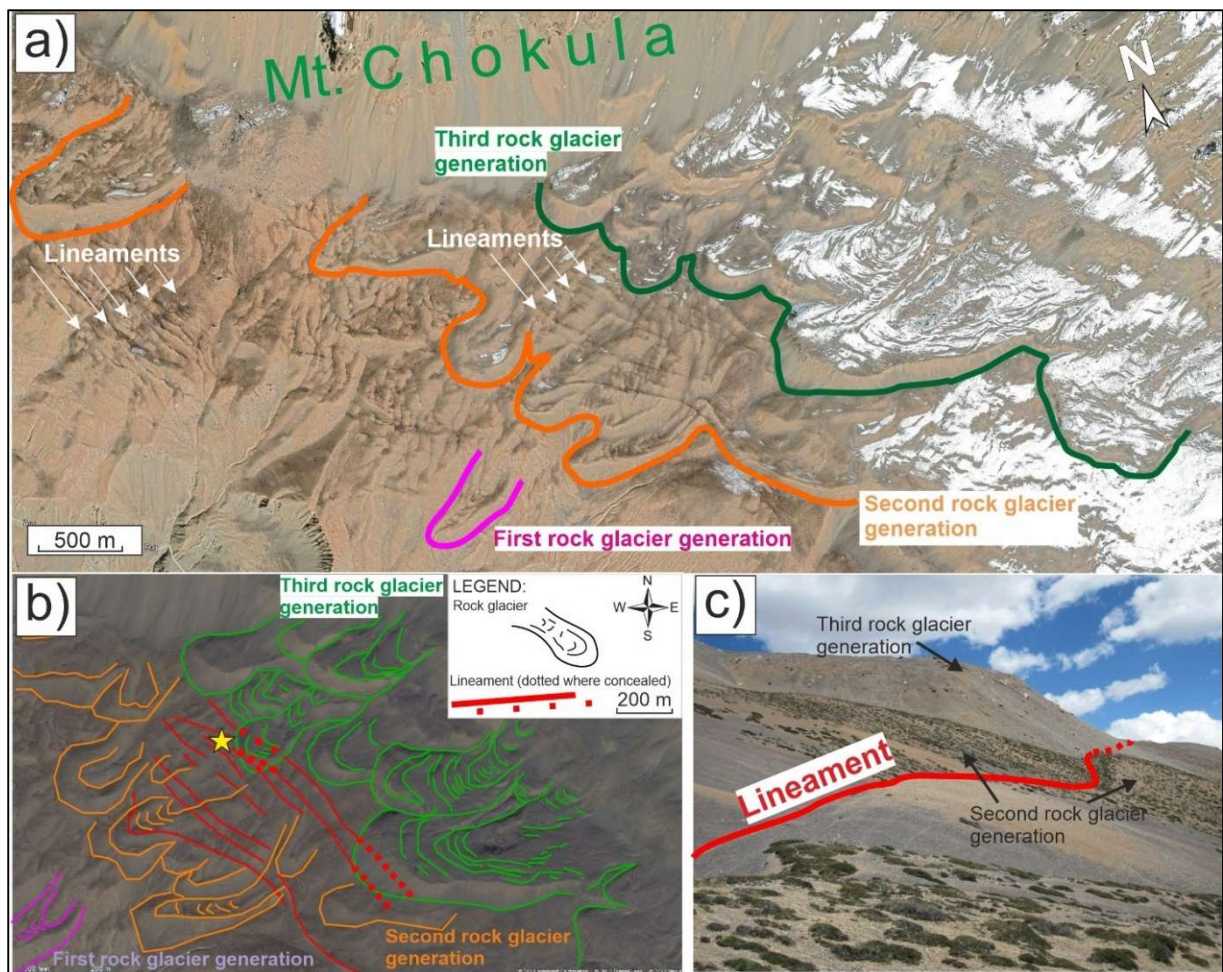 a)
Mt. Chokula
N
Third rock glacier
generation
Lineaments
Lineaments
Second rock glacier
generation
First rock glacier generation
500 m
b)
Third rock glacier
generation
LEGEND:
Rock glacier
N
W E
S
Lineament (dotted where concealed)
200 m
Second rock glacier
generation
First rock glacier generation
c)
Third rock glacier
generation
Lineament
Second rock glacier
generation